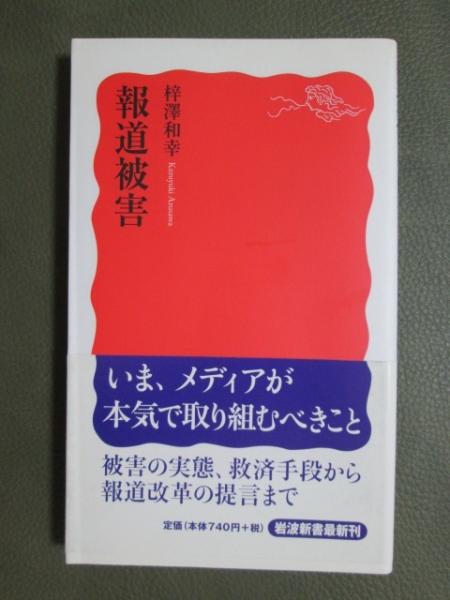 報道被害
梓澤和幸
Kazuyuki Azusawa
いま、メディアが
本気で取り組むべきこと
被害の実態、救済手段から
報道改革の提言まで
定価(本体740円+税)
岩波新書最新刊